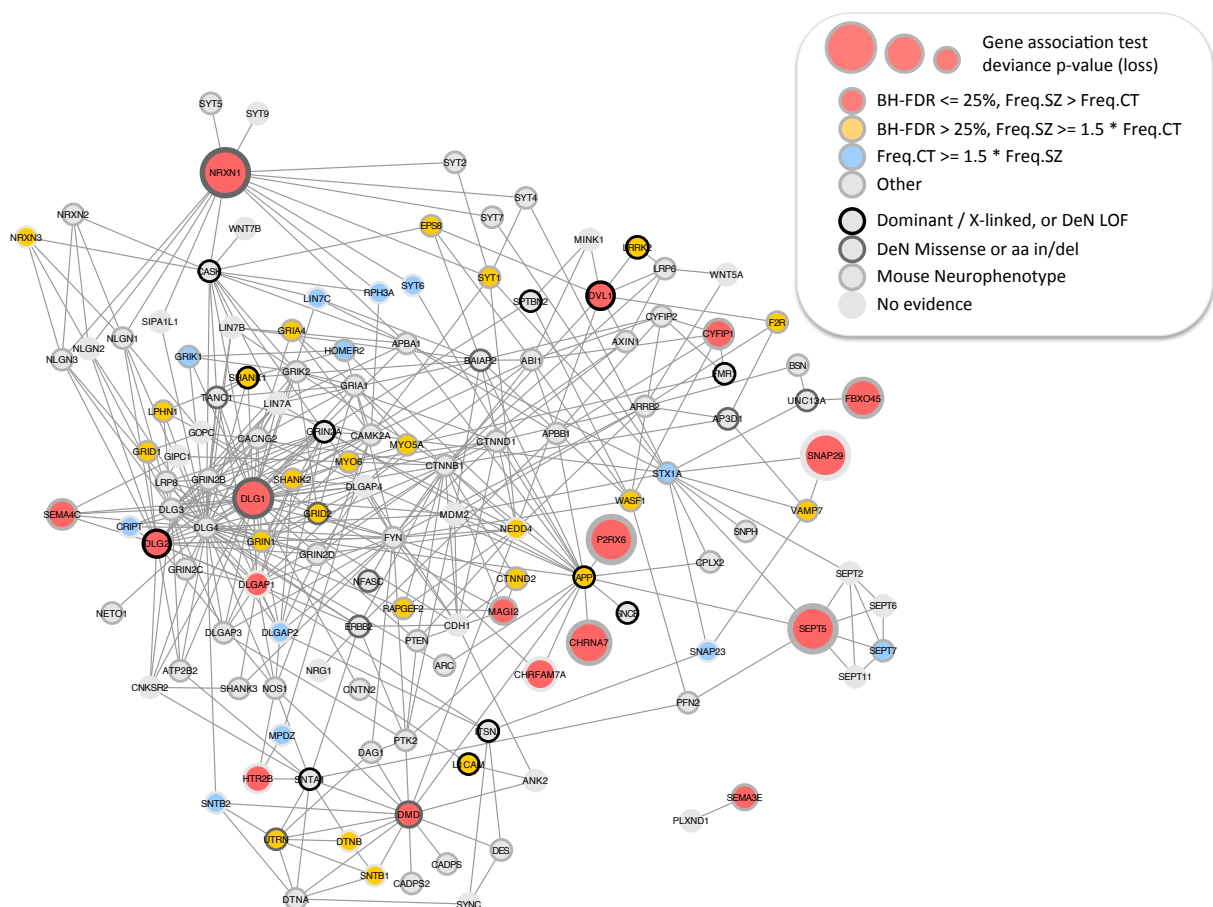 Gene association test
deviance p-value (loss)
BH-FDR <= 25%, Freq.SZ > Freq.CT
BH-FDR > 25%, Freq.SZ >= 1.5 * Freq.CT
Freq.CT >= 1.5 * Freq.SZ
Other
Dominant / X-linked, or DeN LOF
DeN Missense or aa in/del
Mouse Neurophenotype
No evidence
SYT5
SYT9
NRXN1
SYT2
NRXN2
SYT4
SYT7
WNT7B
EPS8
NRXN3
MINK1
LRRK2
LRP6
WNT5A
CASK
SYT1
RPH3A
SYT6
LIN7C
SPTBN2
DVL1
SIPA1L1
LIN7B
GRIA4
CYFIP2
F2R
NLGN1
NLGN2
NLGN3
APBA1
AXIN1
CYFIP1
HOMER2
GRIK1
BAIAP2
ABI1
BSN
GRIK2
SHANK1
FMR1
GRIA1
TANC1
LIN7A
UNC13A
FBXO45
LPHN1
ARRB2
AP3D1
GOPC
GRIN2A
CAMK2A
APBB1
CACNG2
MYO5A
CTNND1
GRID1
GIPC1
MYO6
SNAP29
CTNNB1
STX1A
LRP8
GRIN2B
SHANK2
DLGAP4
DLG1
WASF1
DLG3
GRID2
MDM2
VAMP7
SEMA4C
CRIPT
DLG4
NEDD4
SNPH
DLG2
GRIN1
FYN
P2RX6
GRIN2D
CPLX2
GRIN2C
DLGAP1
NFASC
CTNND2
APP
SEPT2
NETO1
RAPGEF2
MAGI2
SNCB
SEPT6
DLGAP3
DLGAP2
ERBB2
CDH1
CHRNA7
SEPT5
PTEN
SNAP23
SEPT7
ATP2B2
NRG1
ARC
CHRFAM7A
SEPT11
CNKSR2
SHANK3
NOS1
CNTN2
PFN2
MPDZ
PTK2
ITSN1
DAG1
HTR2B
SNTA1
L1CAM
ANK2
SEMA3E
SNTB2
DMD
PLXND1
UTRN
DTNB
DES
CADPS
SNTB1
CADPS2
DTNA
SYNC